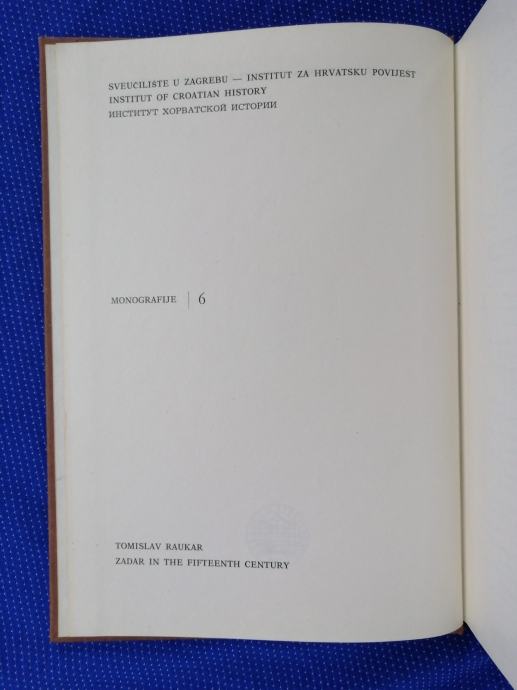 SVEUČILIŠTE U ZAGREBU — INSTITUT ZA HRVATSKU POVIJEST
INSTITUT OF CROATIAN HISTORY
ИНСТИТУТ ХОРВАТСКОЙ ИСТОРИИ
MONOGRAFIJE | 6
TOMISLAV RAUKAR
ZADAR IN THE FIFTEENTH CENTURY